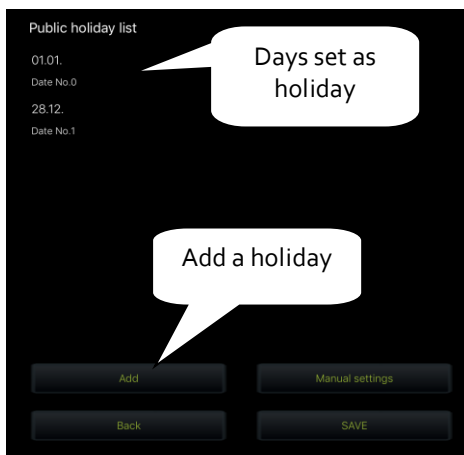 Public holiday list
01.01.
Date No.0
28.12.
Date No.1
Days set as
holiday
Add a holiday
Add
Manual settings
Back
SAVE